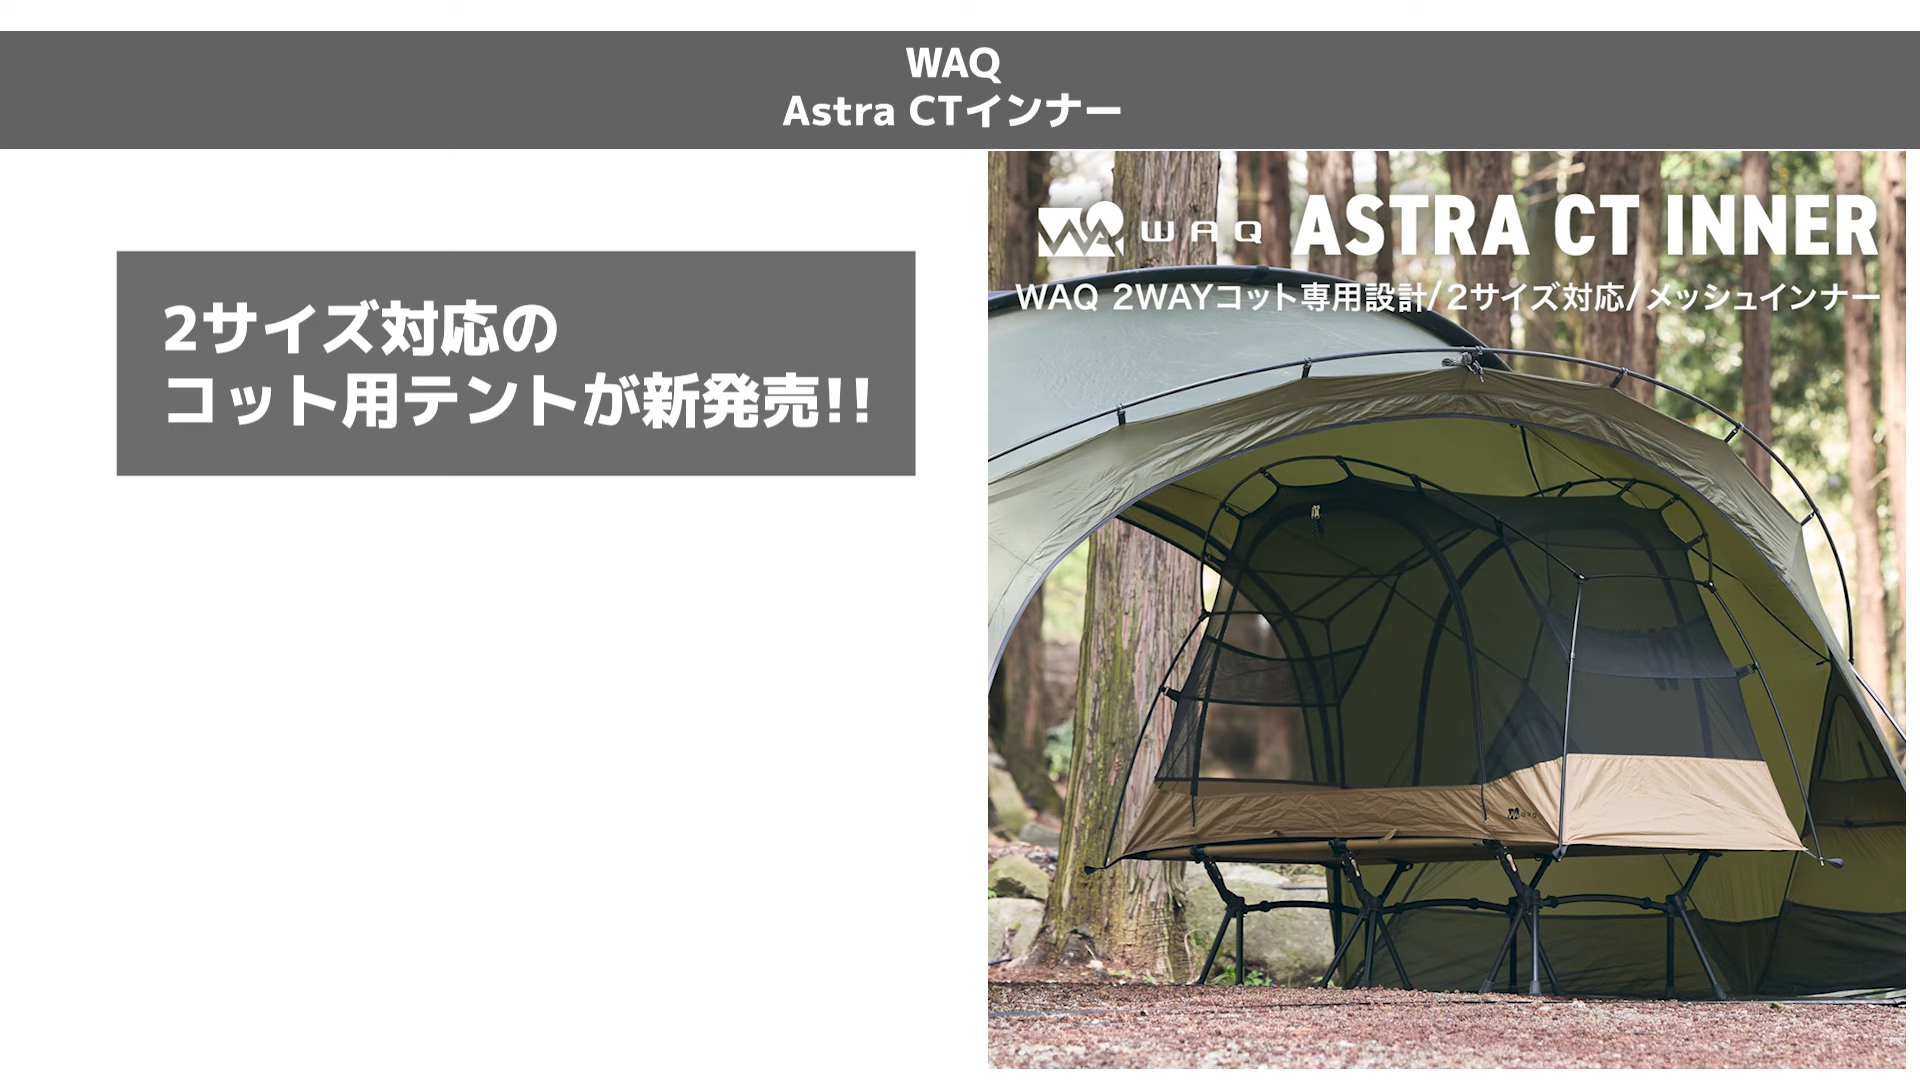 WAQ
Astra CTインナー
2サイズ対応の
コット用テントが新発売!!
WAQ ASTRA CT INNER
WAQ 2WAYコット専用設計/2サイズ対応/メッシュインナー
WAQ